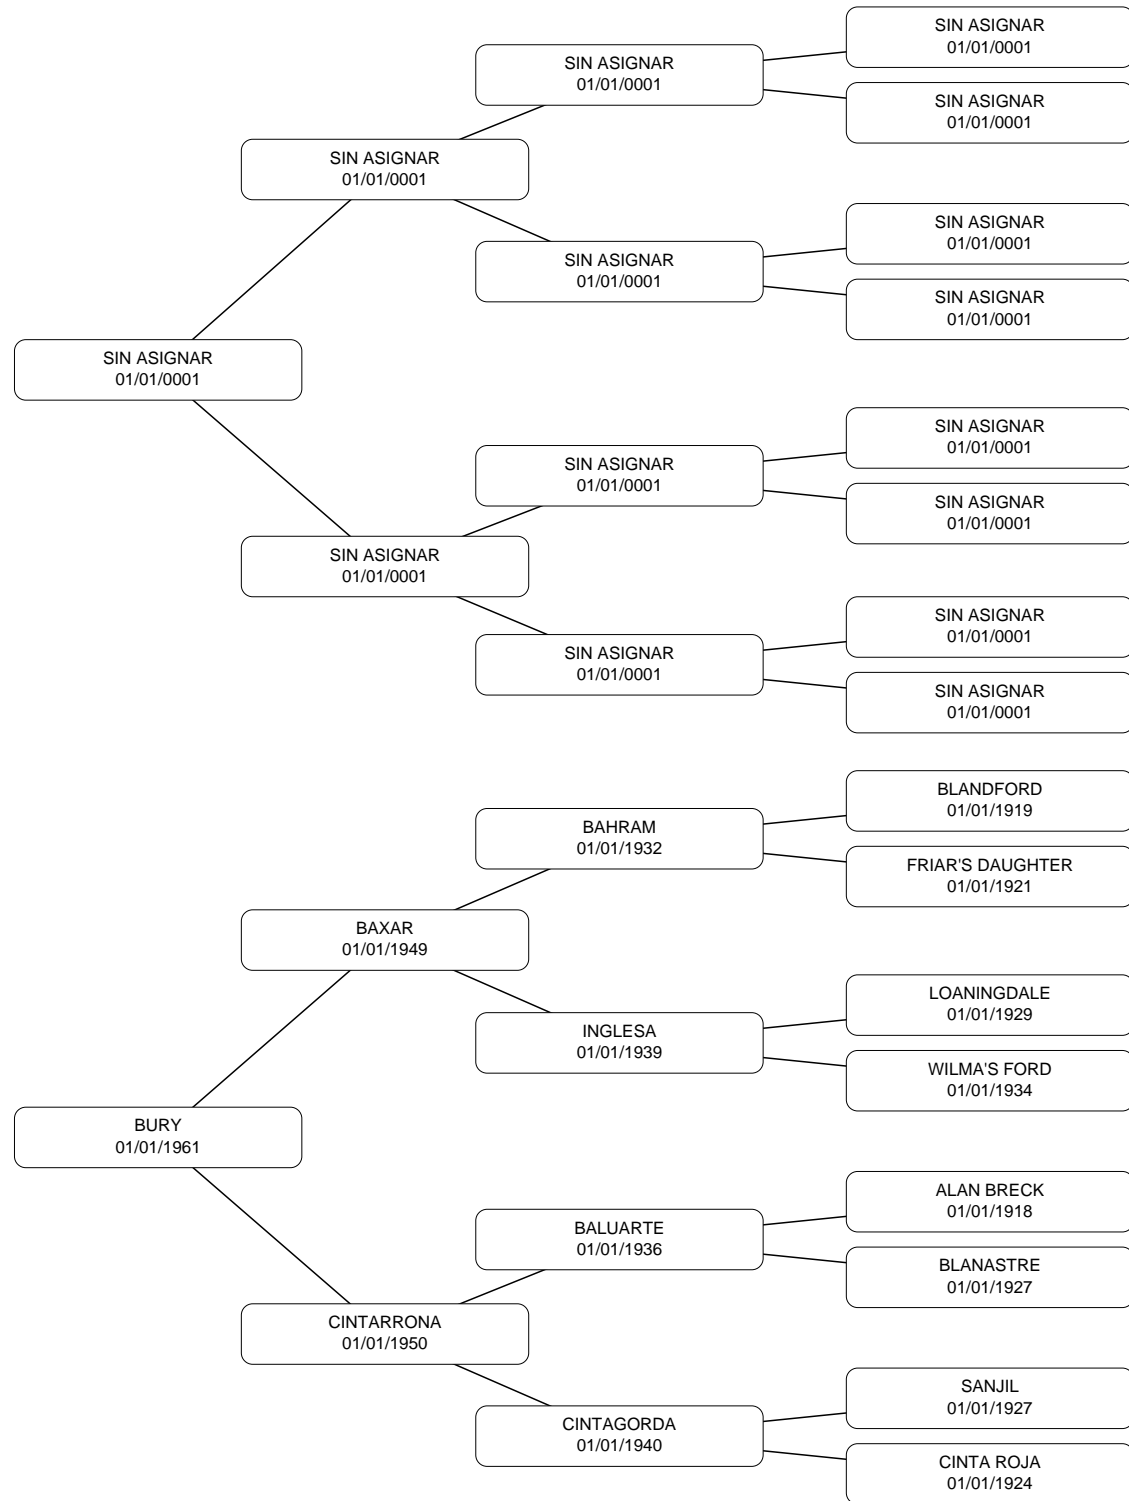 SIN ASIGNAR
01/01/0001
SIN ASIGNAR
01/01/0001
SIN ASIGNAR
01/01/0001
SIN ASIGNAR
01/01/0001
SIN ASIGNAR
01/01/0001
SIN ASIGNAR
01/01/0001
SIN ASIGNAR
01/01/0001
SIN ASIGNAR
01/01/0001
SIN ASIGNAR
01/01/0001
SIN ASIGNAR
01/01/0001
SIN ASIGNAR
01/01/0001
SIN ASIGNAR
01/01/0001
SIN ASIGNAR
01/01/0001
SIN ASIGNAR
01/01/0001
SIN ASIGNAR
01/01/0001
BLANDFORD
01/01/1919
BAHRAM
01/01/1932
FRIAR'S DAUGHTER
01/01/1921
BAXAR
01/01/1949
LOANINGDALE
01/01/1929
INGLESA
01/01/1939
WILMA'S FORD
01/01/1934
BURY
01/01/1961
ALAN BRECK
01/01/1918
BALUARTE
01/01/1936
BLANASTRE
01/01/1927
CINTARRONA
01/01/1950
SANJIL
01/01/1927
CINTAGORDA
01/01/1940
CINTA ROJA
01/01/1924